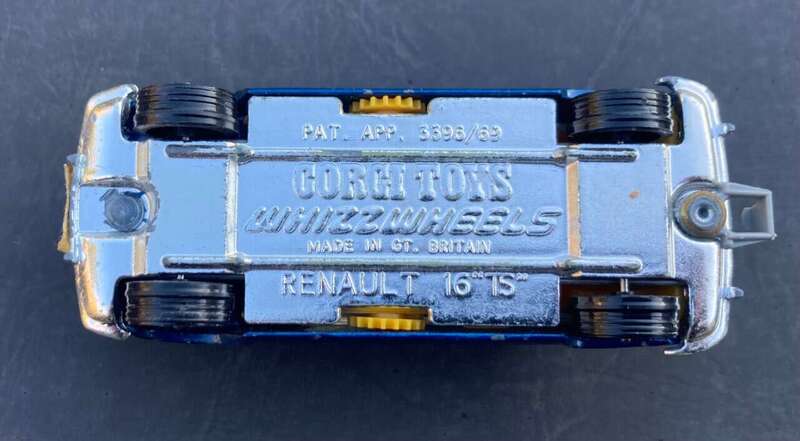 PAT. APP. 3396/69
CORGI TOYS
WHIZZWHEELS
MADE IN GT. BRITAIN
RENAULT 16"TS"